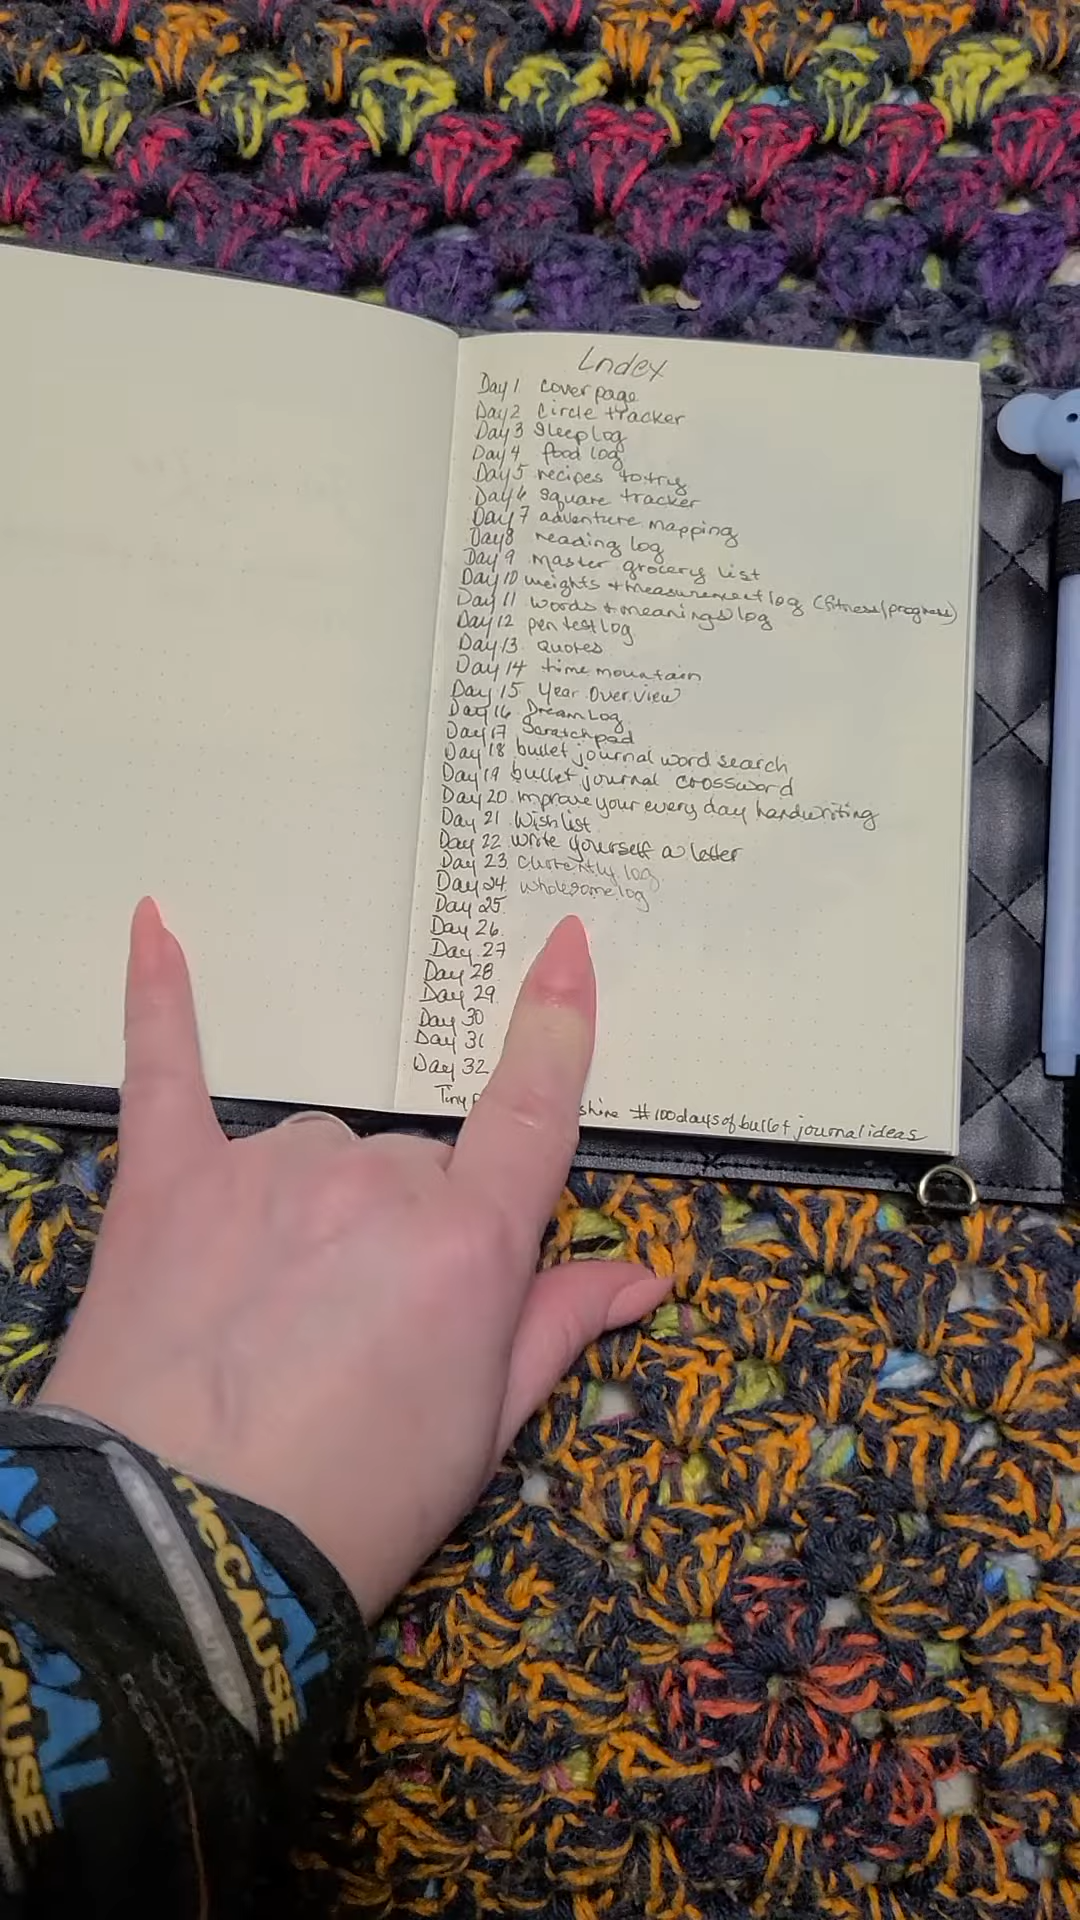 Index
Day 1 cover page
Day 2 circle tracker
Day 3 Sleep log
Day 4 food log
Day 5 recipes to try
Day 6 square tracker
Day 7 adventure mapping
Day 8 reading log
Day 9 master grocery list
Day 10 weights + measurement log (fitness/progress)
Day 11 words + meanings log
Day 12 pen test log
Day 13 quotes
Day 14 time mountain
Day 15 Year Overview
Day 16 Dream Log
Day 17 Scratchpad
Day 18 bullet journal word search
Day 19 bullet journal crossword
Day 20 improve your every day handwriting
Day 21 Wishlist
Day 22 write yourself a letter
Day 23 Currently log
Day 24 wholesome log
Day 25
Day 26
Day 27
Day 28
Day 29
Day 30
Day 31
Day 32
Tiny shine #100daysofbulletjournalideas
CAUSE